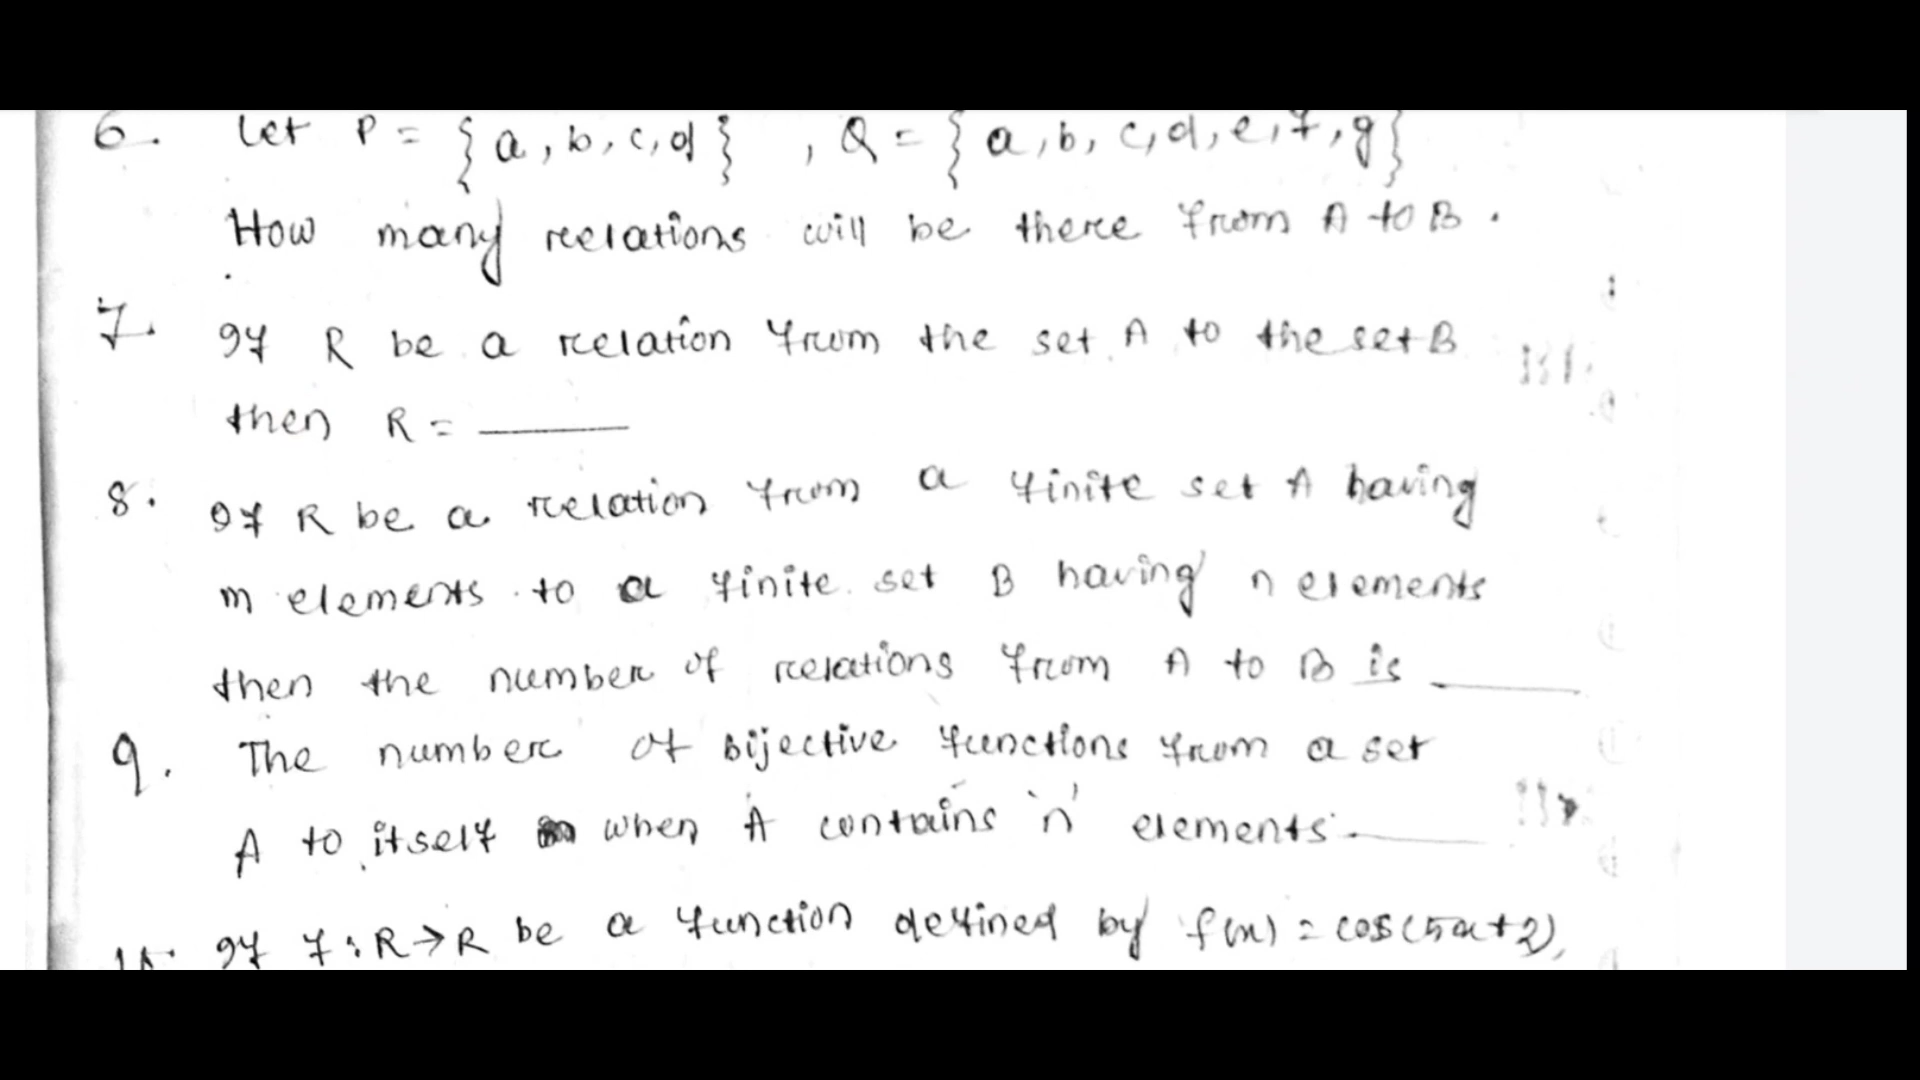 6. Let P = {a, b, c, d} , Q = {a, b, c, d, e, f, g}
How many relations will be there from A to B .
7. If R be a relation from the set A to the set B
then R = ______
8. If R be a relation from a finite set A having
m elements to a finite set B having n elements
then the number of relations from A to B is ______
9. The number of bijective functions from a set
A to itself when A contains 'n' elements ______
If f : R → R be a function defined by f(x) = cos(5x+2),